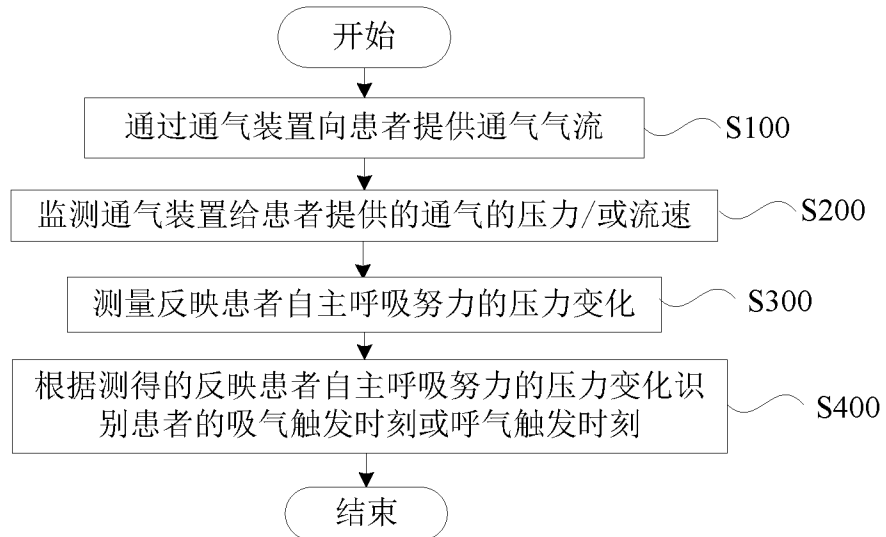 开始
通过通气装置向患者提供通气气流
S100
监测通气装置给患者提供的通气的压力/或流速
S200
测量反映患者自主呼吸努力的压力变化
S300
根据测得的反映患者自主呼吸努力的压力变化识
别患者的吸气触发时刻或呼气触发时刻
S400
结束